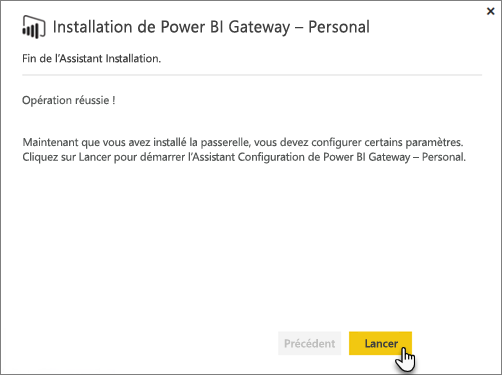 Installation de Power BI Gateway – Personal
Fin de l'Assistant Installation.
Opération réussie !
Maintenant que vous avez installé la passerelle, vous devez configurer certains paramètres.
Cliquez sur Lancer pour démarrer l'Assistant Configuration de Power BI Gateway – Personal.
Précédent
Lancer